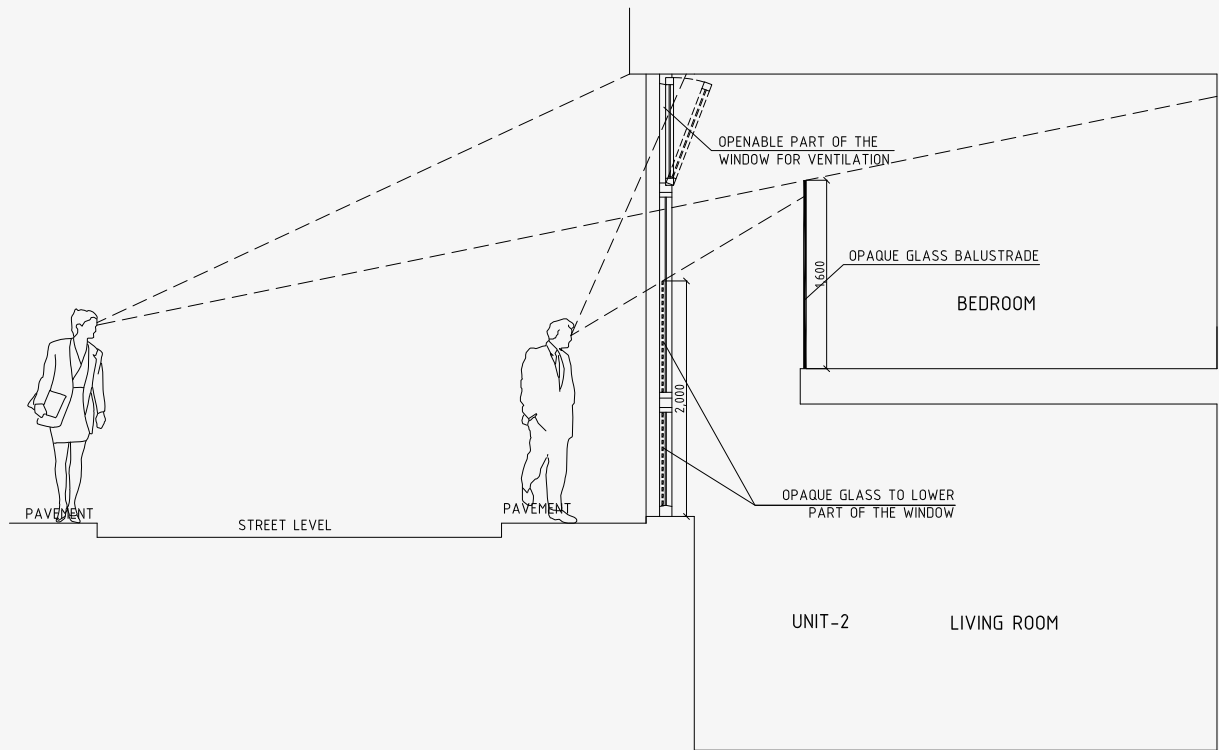 OPENABLE PART OF THE
WINDOW FOR VENTILATION
OPAQUE GLASS BALUSTRADE
1,600
BEDROOM
2,000
OPAQUE GLASS TO LOWER
PART OF THE WINDOW
PAVEMENT
STREET LEVEL
PAVEMENT
UNIT-2
LIVING ROOM